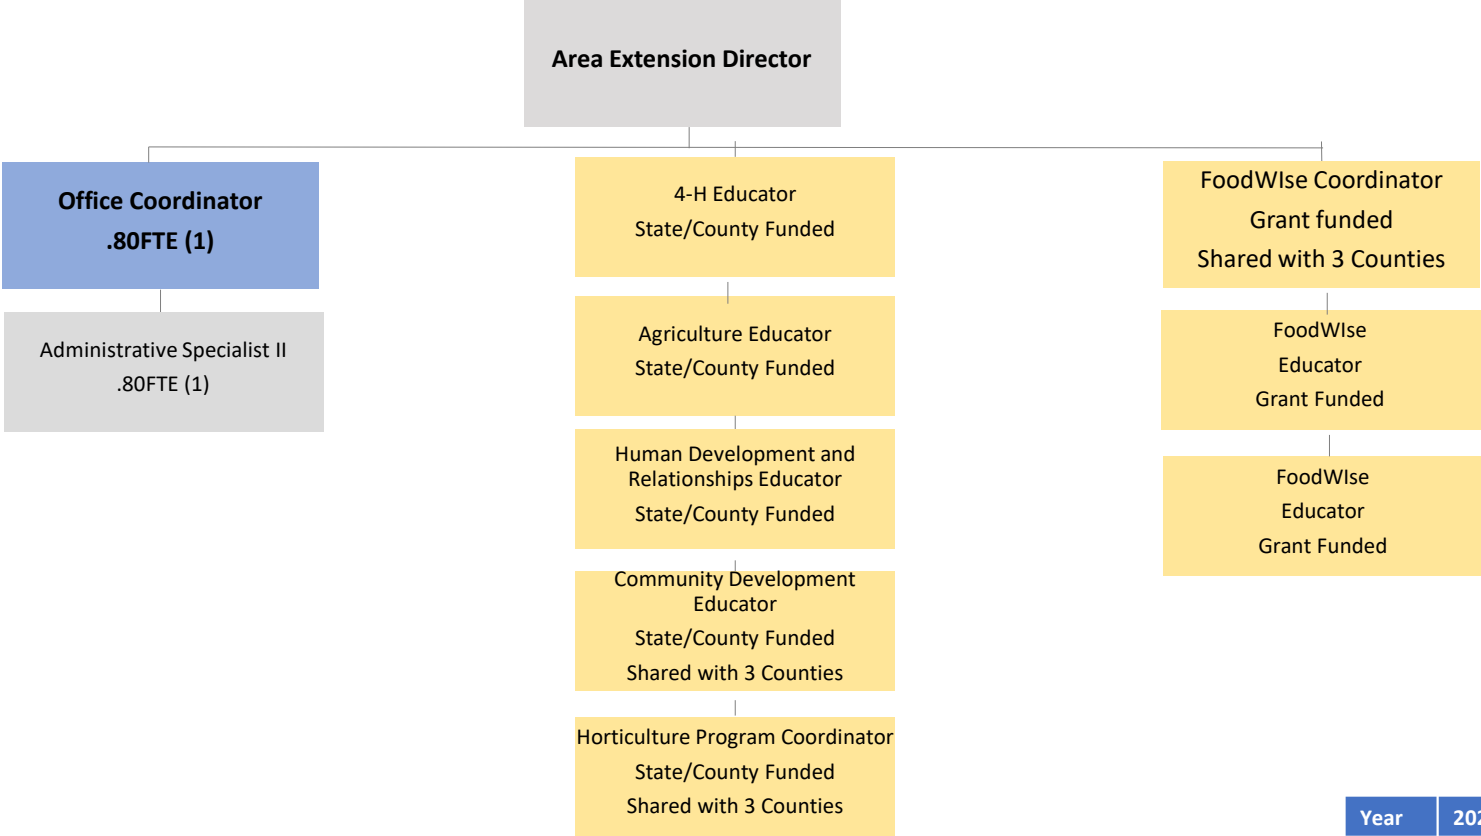 Area Extension Director
Office Coordinator
.80FTE (1)
Administrative Specialist II
.80FTE (1)
4-H Educator
State/County Funded
Agriculture Educator
State/County Funded
Human Development and
Relationships Educator
State/County Funded
Community Development
Educator
State/County Funded
Shared with 3 Counties
Horticulture Program Coordinator
State/County Funded
Shared with 3 Counties
FoodWIse Coordinator
Grant funded
Shared with 3 Counties
FoodWIse
Educator
Grant Funded
FoodWIse
Educator
Grant Funded
Year